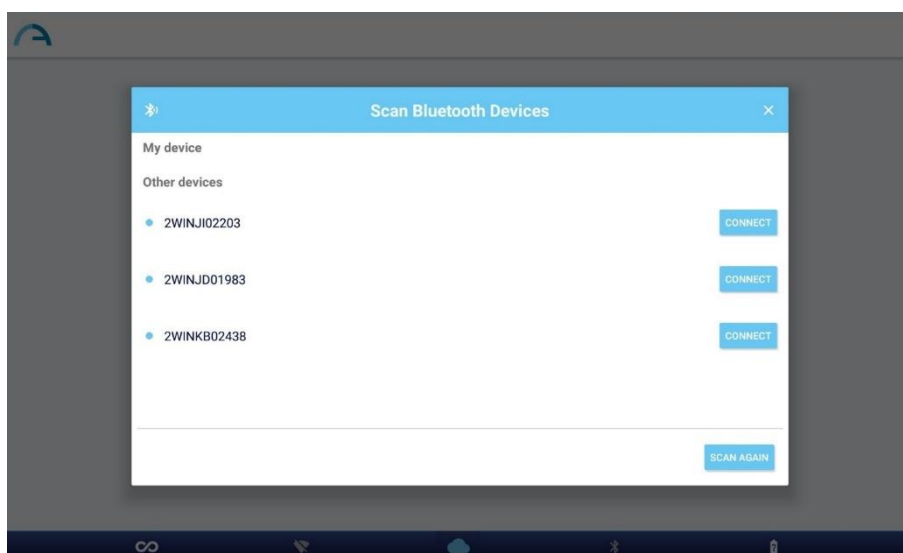 Scan Bluetooth Devices
My device
Other devices
2WINJI02203 CONNECT
2WINJD01983 CONNECT
2WINKB02438 CONNECT
SCAN AGAIN